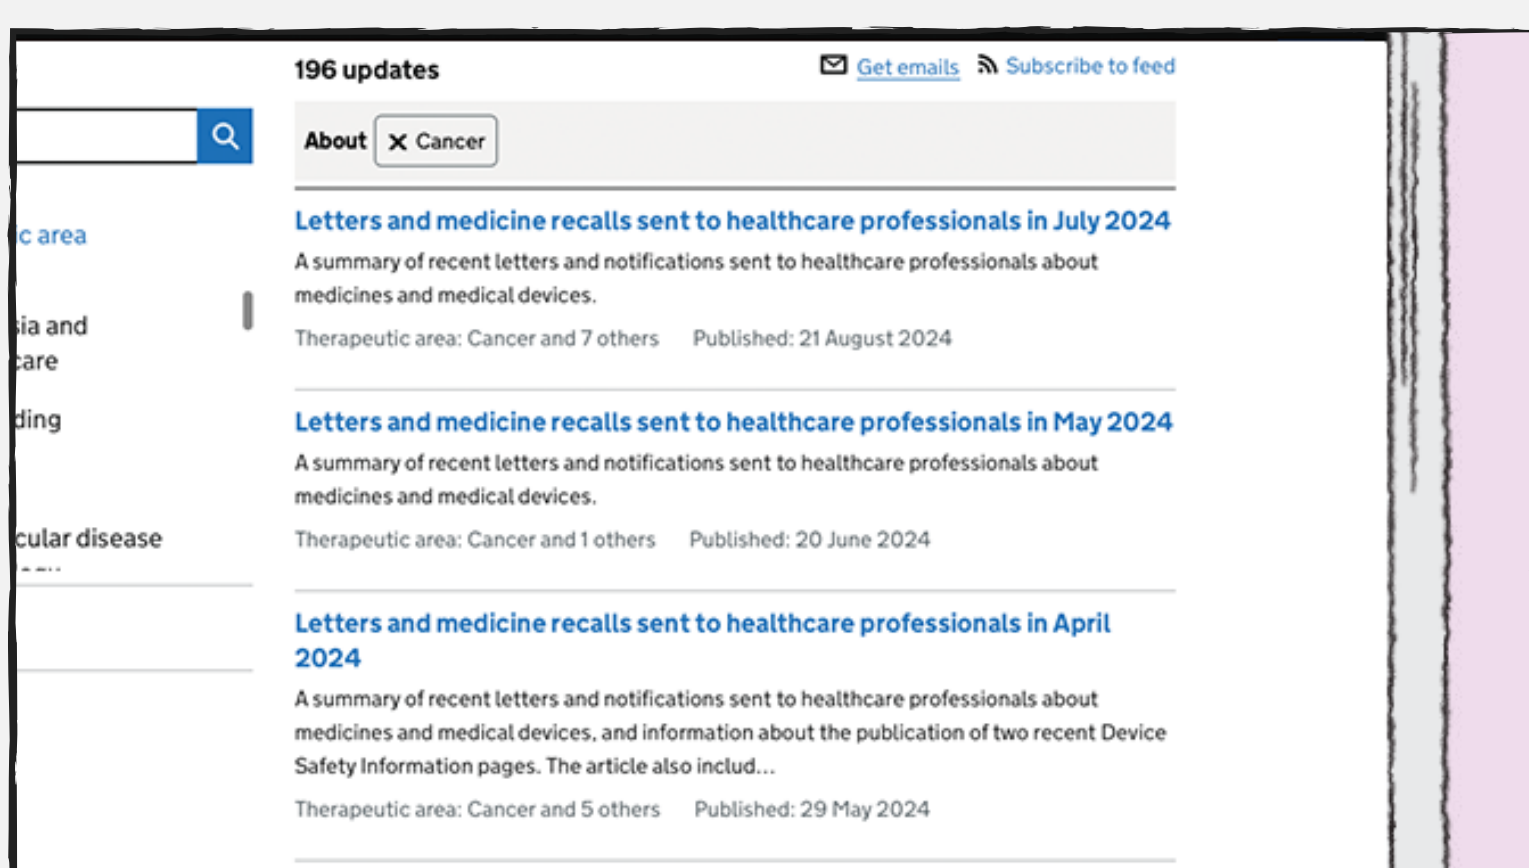 196 updates
Get emails
Subscribe to feed
About
Cancer
ic area
sia and
care
ding
cular disease
Letters and medicine recalls sent to healthcare professionals in July 2024
A summary of recent letters and notifications sent to healthcare professionals about
medicines and medical devices.
Therapeutic area: Cancer and 7 others Published: 21 August 2024
Letters and medicine recalls sent to healthcare professionals in May 2024
A summary of recent letters and notifications sent to healthcare professionals about
medicines and medical devices.
Therapeutic area: Cancer and 1 others Published: 20 June 2024
Letters and medicine recalls sent to healthcare professionals in April
2024
A summary of recent letters and notifications sent to healthcare professionals about
medicines and medical devices, and information about the publication of two recent Device
Safety Information pages. The article also includ...
Therapeutic area: Cancer and 5 others Published: 29 May 2024